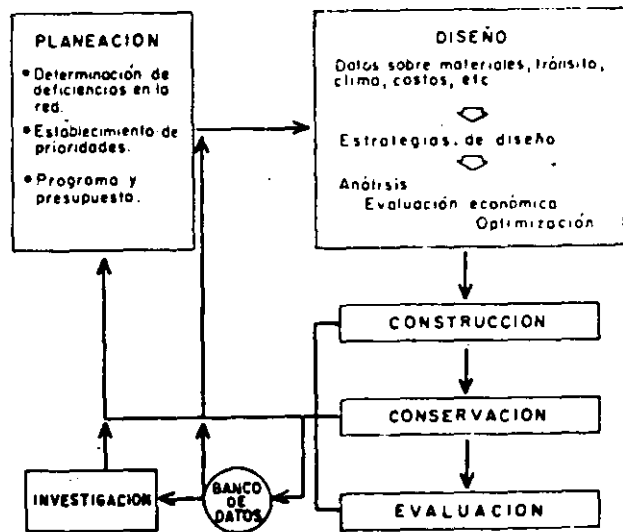 PLANEACION
• Determinación de
deficiencias en la
red.
• Establecimiento de
prioridades.
• Programa y
presupuesto.
DISEÑO
Datos sobre materiales, tránsito,
clima, costos, etc
Estrategias. de diseño
Análisis
Evaluación económica
Optimización
CONSTRUCCION
CONSERVACION
EVALUACION
BANCO
DE
DATOS
INVESTIGACION